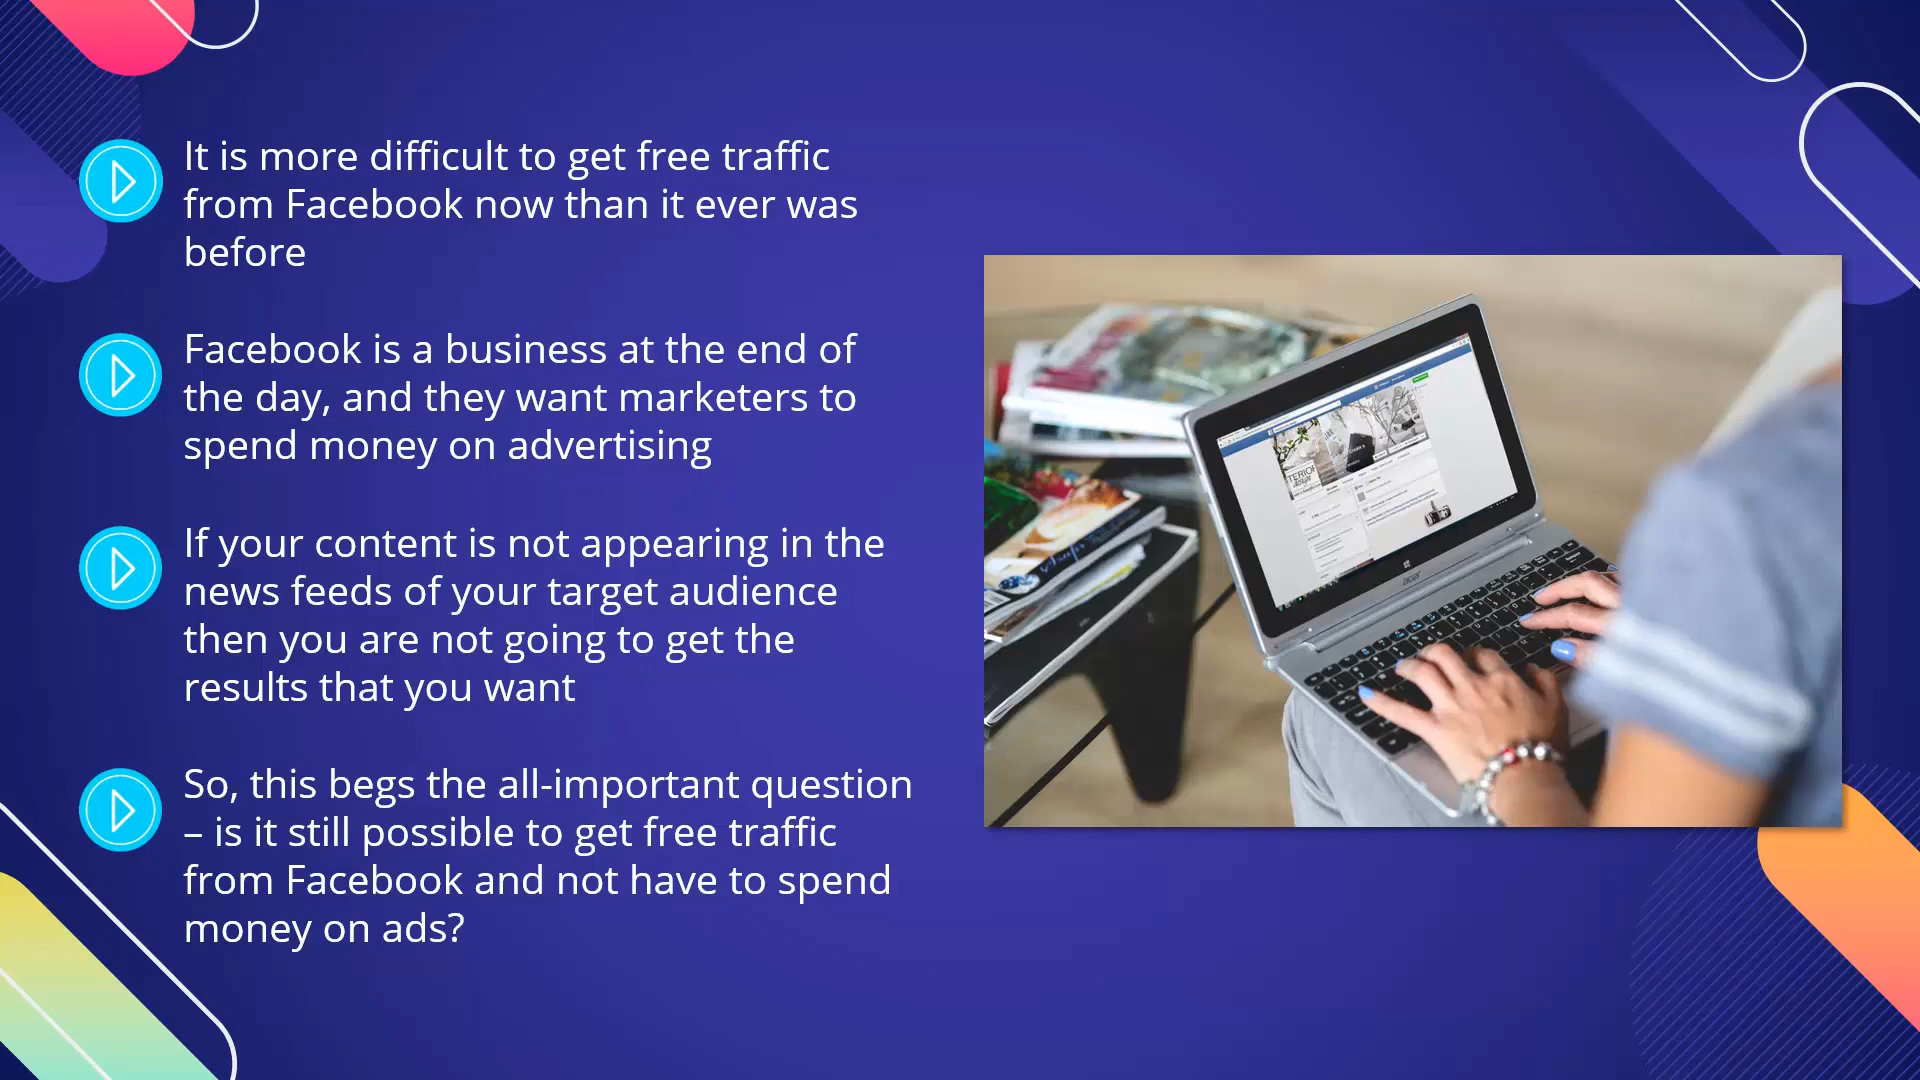 It is more difficult to get free traffic
from Facebook now than it ever was
before
Facebook is a business at the end of
the day, and they want marketers to
spend money on advertising
If your content is not appearing in the
news feeds of your target audience
then you are not going to get the
results that you want
So, this begs the all-important question
– is it still possible to get free traffic
from Facebook and not have to spend
money on ads?
acer